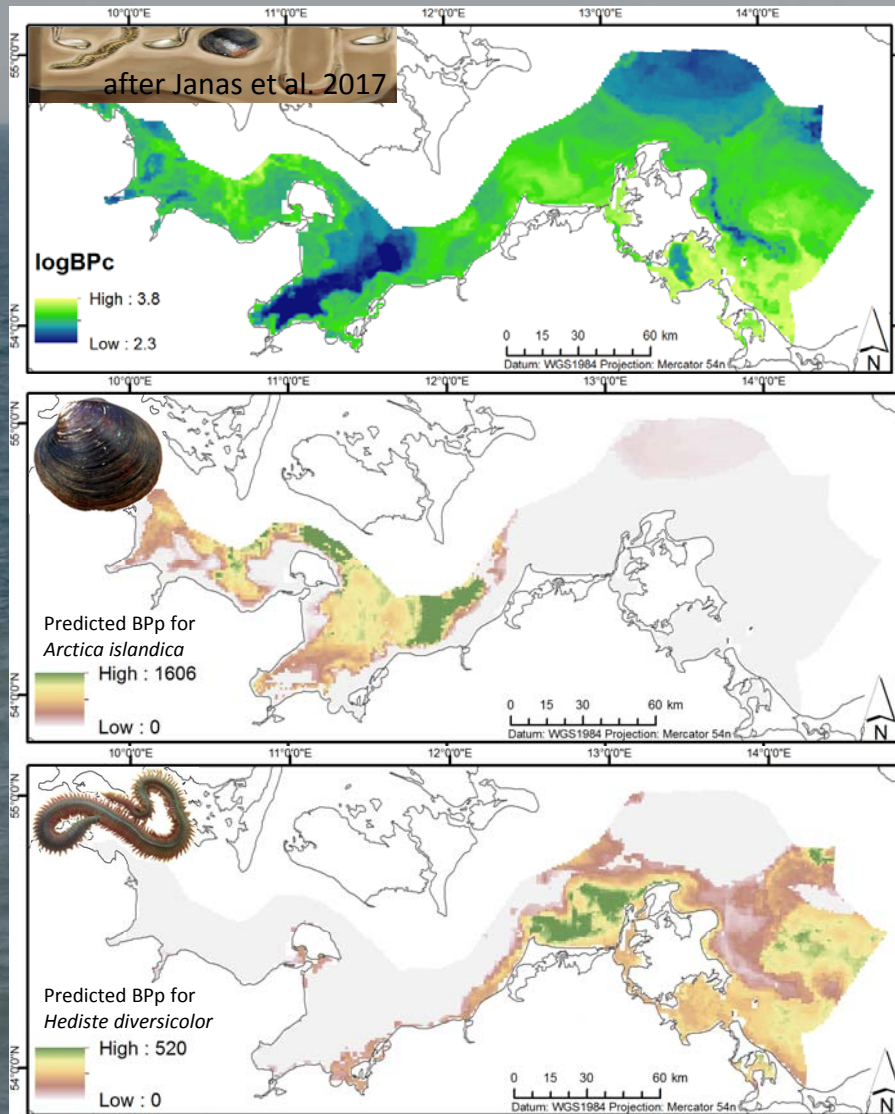 10°0'0"E 11°0'0"E 12°0'0"E 13°0'0"E 14°0'0"E
55°0'0"N
after Janas et al. 2017
logBPc
High : 3.8
Low : 2.3
54°0'0"N
0 15 30 60 km
Datum: WGS1984 Projection: Mercator 54n
N
10°0'0"E 11°0'0"E 12°0'0"E 13°0'0"E 14°0'0"E
55°0'0"N
Predicted BPp for
Arctica islandica
High : 1606
Low : 0
54°0'0"N
0 15 30 60 km
Datum: WGS1984 Projection: Mercator 54n
N
10°0'0"E 11°0'0"E 12°0'0"E 13°0'0"E 14°0'0"E
55°0'0"N
Predicted BPp for
Hediste diversicolor
High : 520
Low : 0
54°0'0"N
0 15 30 60 km
Datum: WGS1984 Projection: Mercator 54n
N